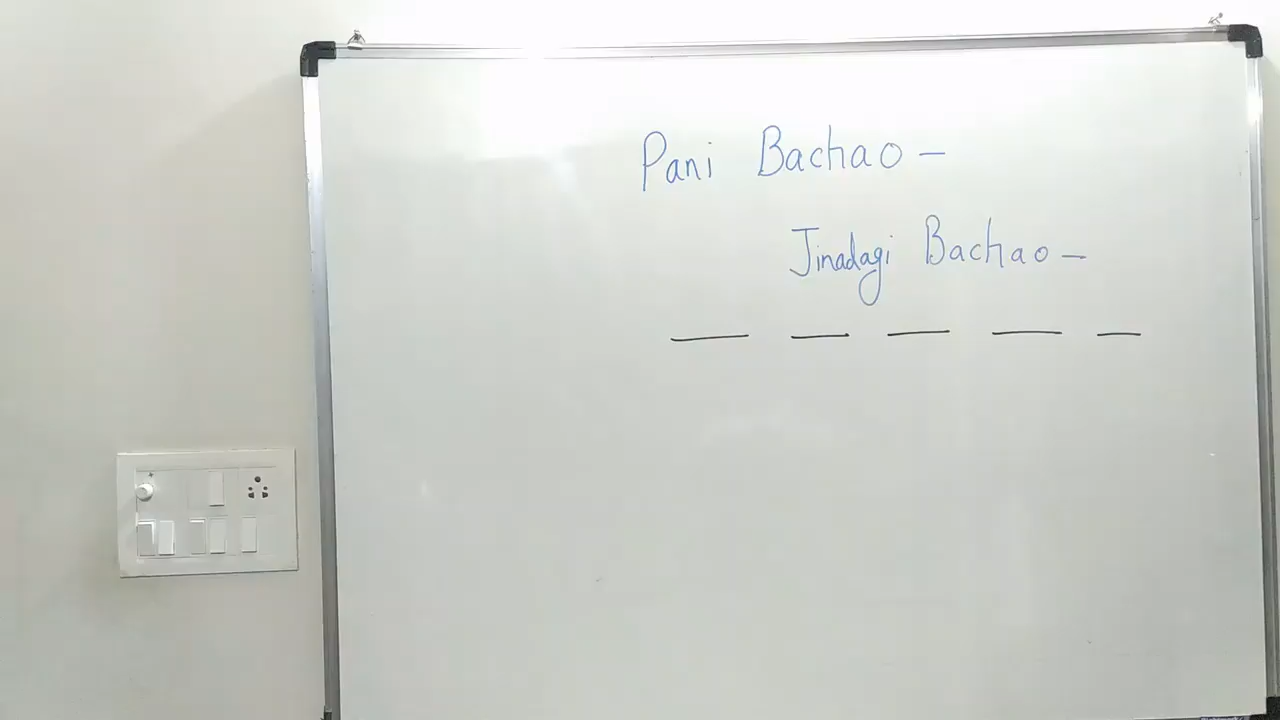 Pani Bachao –
Jinadagi Bachao –
— — — — —